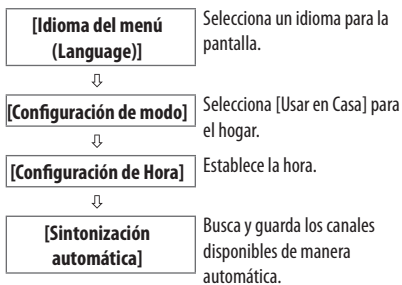 [Idioma del menú
(Language)]
Selecciona un idioma para la
pantalla.
[Configuración de modo]
Selecciona [Usar en Casa] para
el hogar.
[Configuración de Hora]
Establece la hora.
[Sintonización
automática]
Busca y guarda los canales
disponibles de manera
automática.